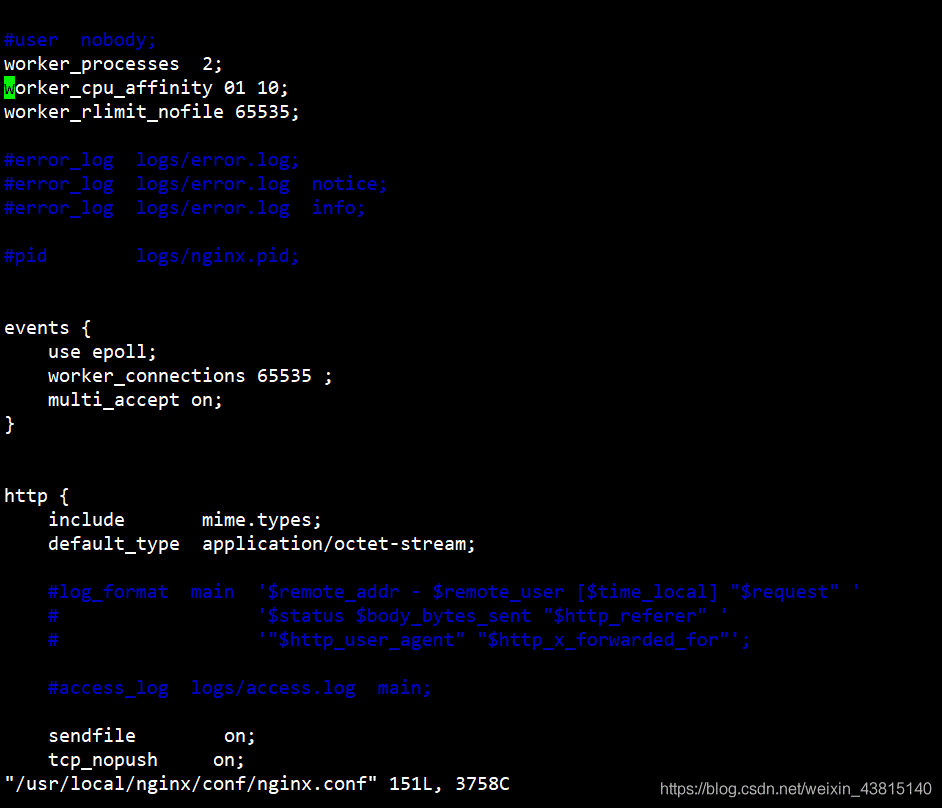 #user  nobody;
worker_processes  2;
worker_cpu_affinity 01 10;
worker_rlimit_nofile 65535;
#error_log  logs/error.log;
#error_log  logs/error.log  notice;
#error_log  logs/error.log  info;
#pid        logs/nginx.pid;
events {
    use epoll;
    worker_connections 65535 ;
    multi_accept on;
}
http {
    include       mime.types;
    default_type  application/octet-stream;
    #log_format  main  '$remote_addr - $remote_user [$time_local] "$request" '
    #                  '$status $body_bytes_sent "$http_referer" '
    #                  '"$http_user_agent" "$http_x_forwarded_for"';
    #access_log  logs/access.log  main;
    sendfile        on;
    tcp_nopush     on;
"/usr/local/nginx/conf/nginx.conf" 151L, 3758C
https://blog.csdn.net/weixin_43815140